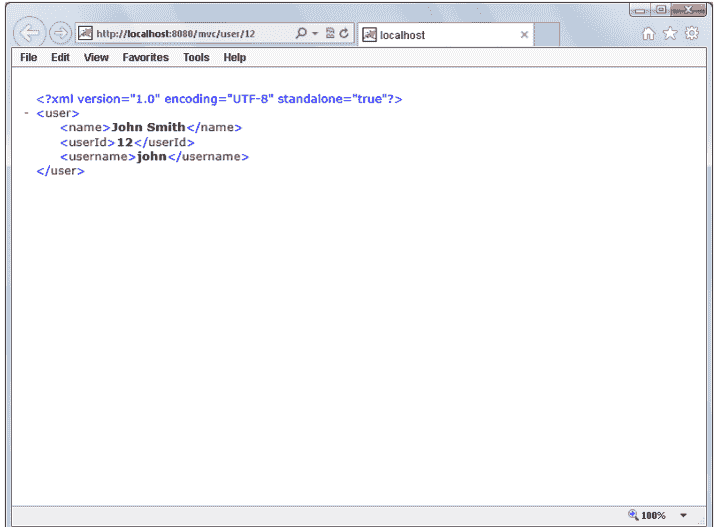 http://localhost:8080/mvc/user/12
localhost
File Edit View Favorites Tools Help
<?xml version="1.0" encoding="UTF-8" standalone="true"?>
- <user>
<name>John Smith</name>
<userId>12</userId>
<username>john</username>
</user>
100%